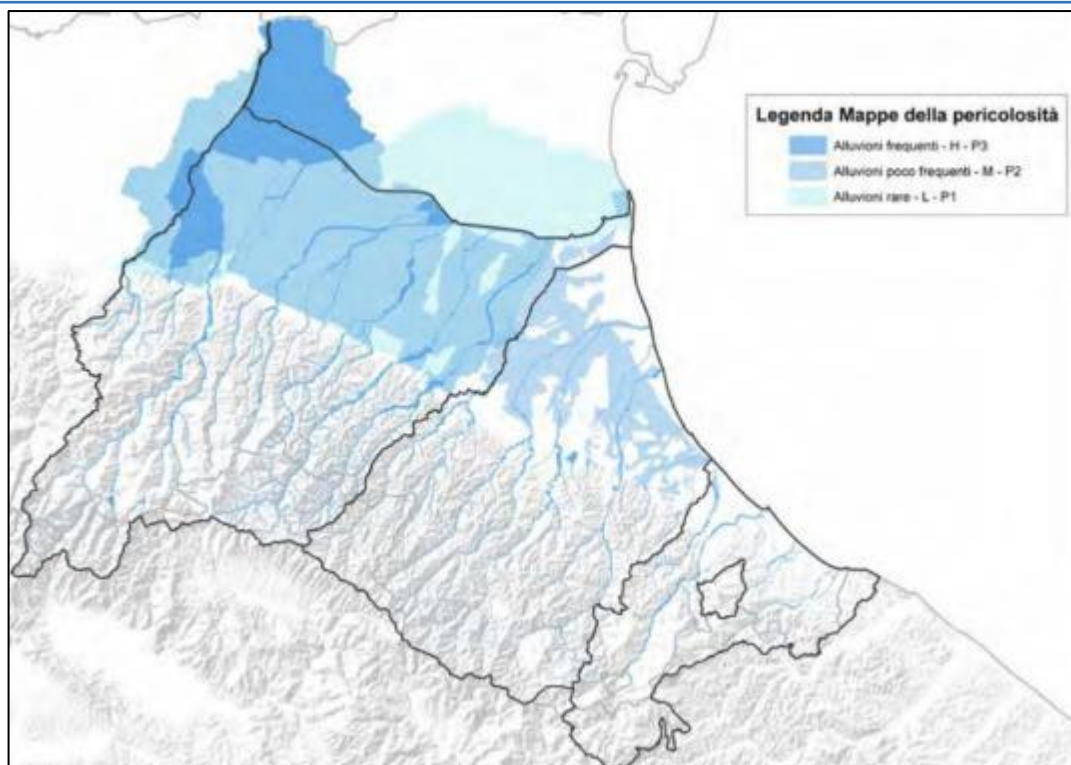 Legenda Mappe della pericolosità
Alluvioni frequenti - H - P3
Alluvioni poco frequenti - M - P2
Alluvioni rare - L - P1